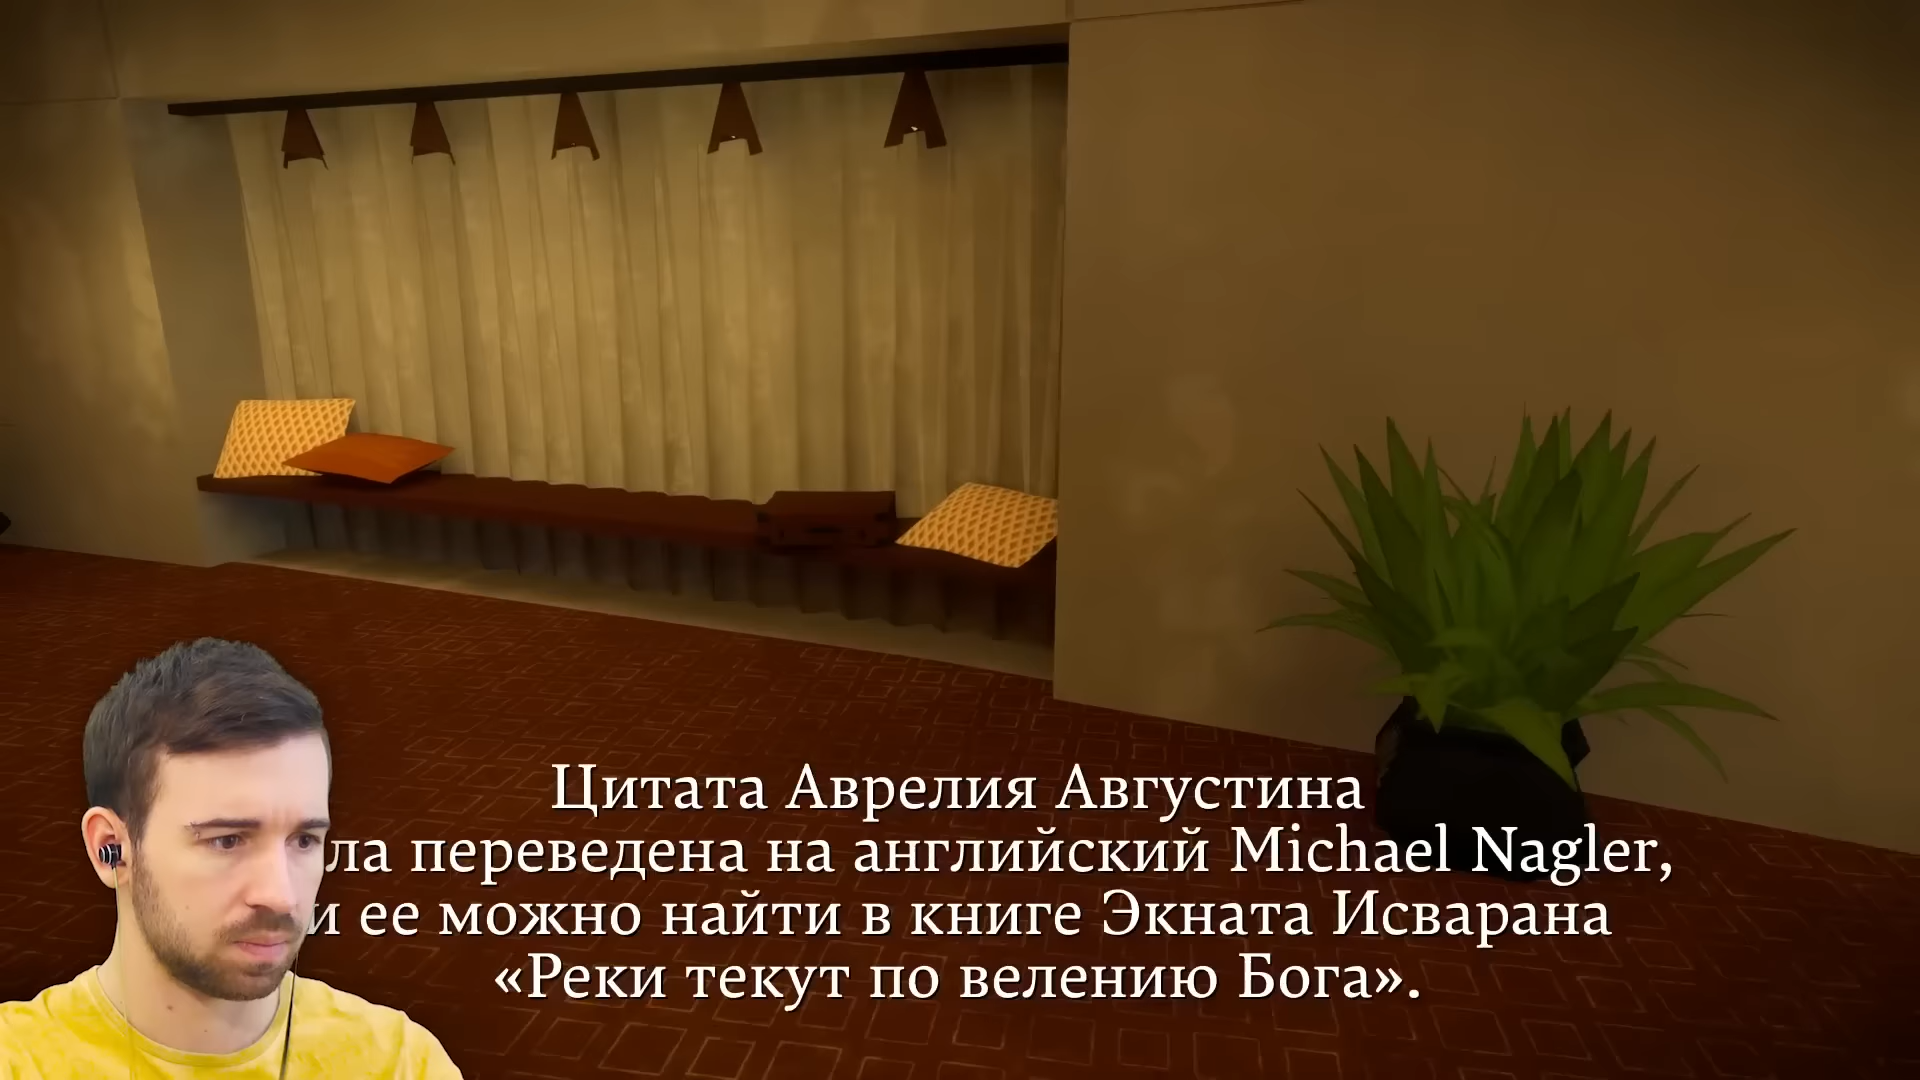 Цитата Аврелия Августина
ла переведена на английский Michael Nagler,
и ее можно найти в книге Экната Исварана
«Реки текут по велению Бога».